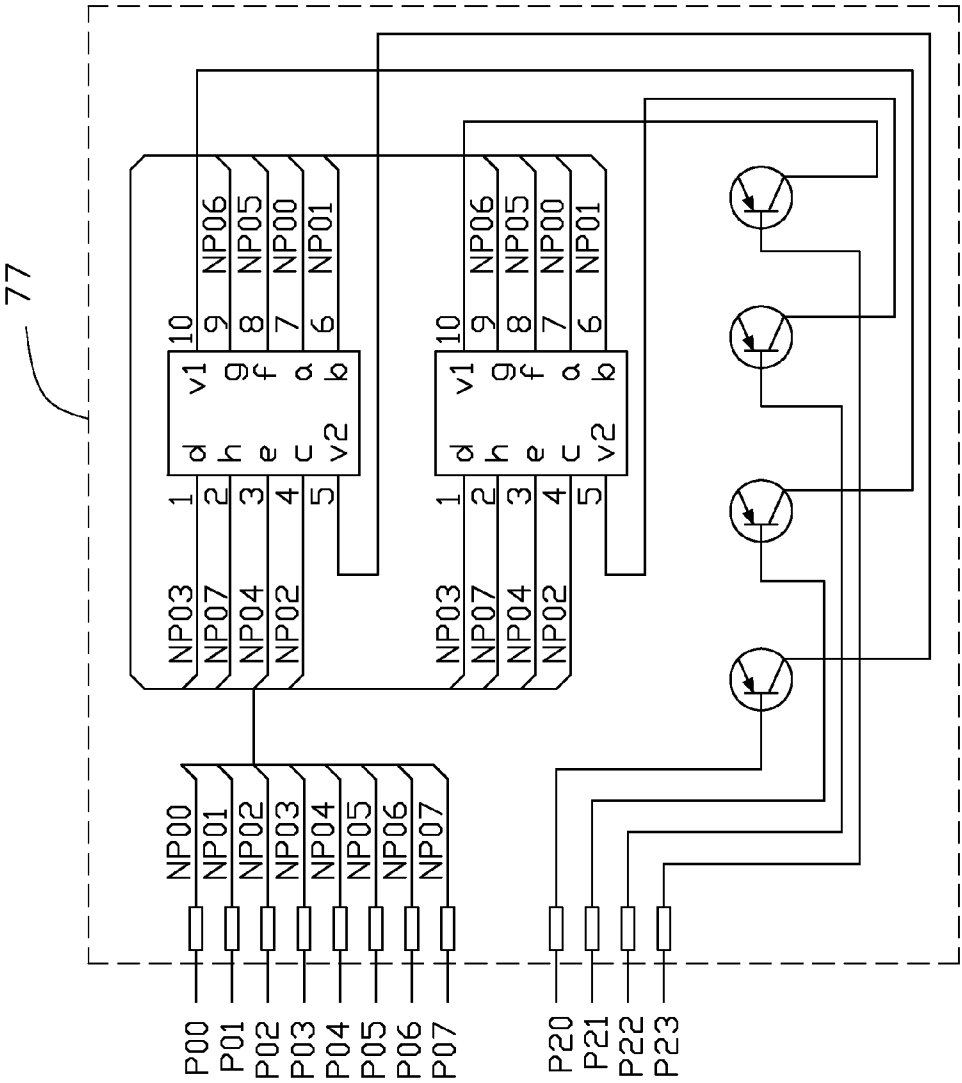 77
NP03 1 d v1 10
NP07 2 h g 9 NP06
NP04 3 e f 8 NP05
NP02 4 c a 7 NP00
5 v2 b 6 NP01
NP03 1 d v1 10
NP07 2 h g 9 NP06
NP04 3 e f 8 NP05
NP02 4 c a 7 NP00
5 v2 b 6 NP01
P00 NP00
P01 NP01
P02 NP02
P03 NP03
P04 NP04
P05 NP05
P06 NP06
P07 NP07
P20
P21
P22
P23